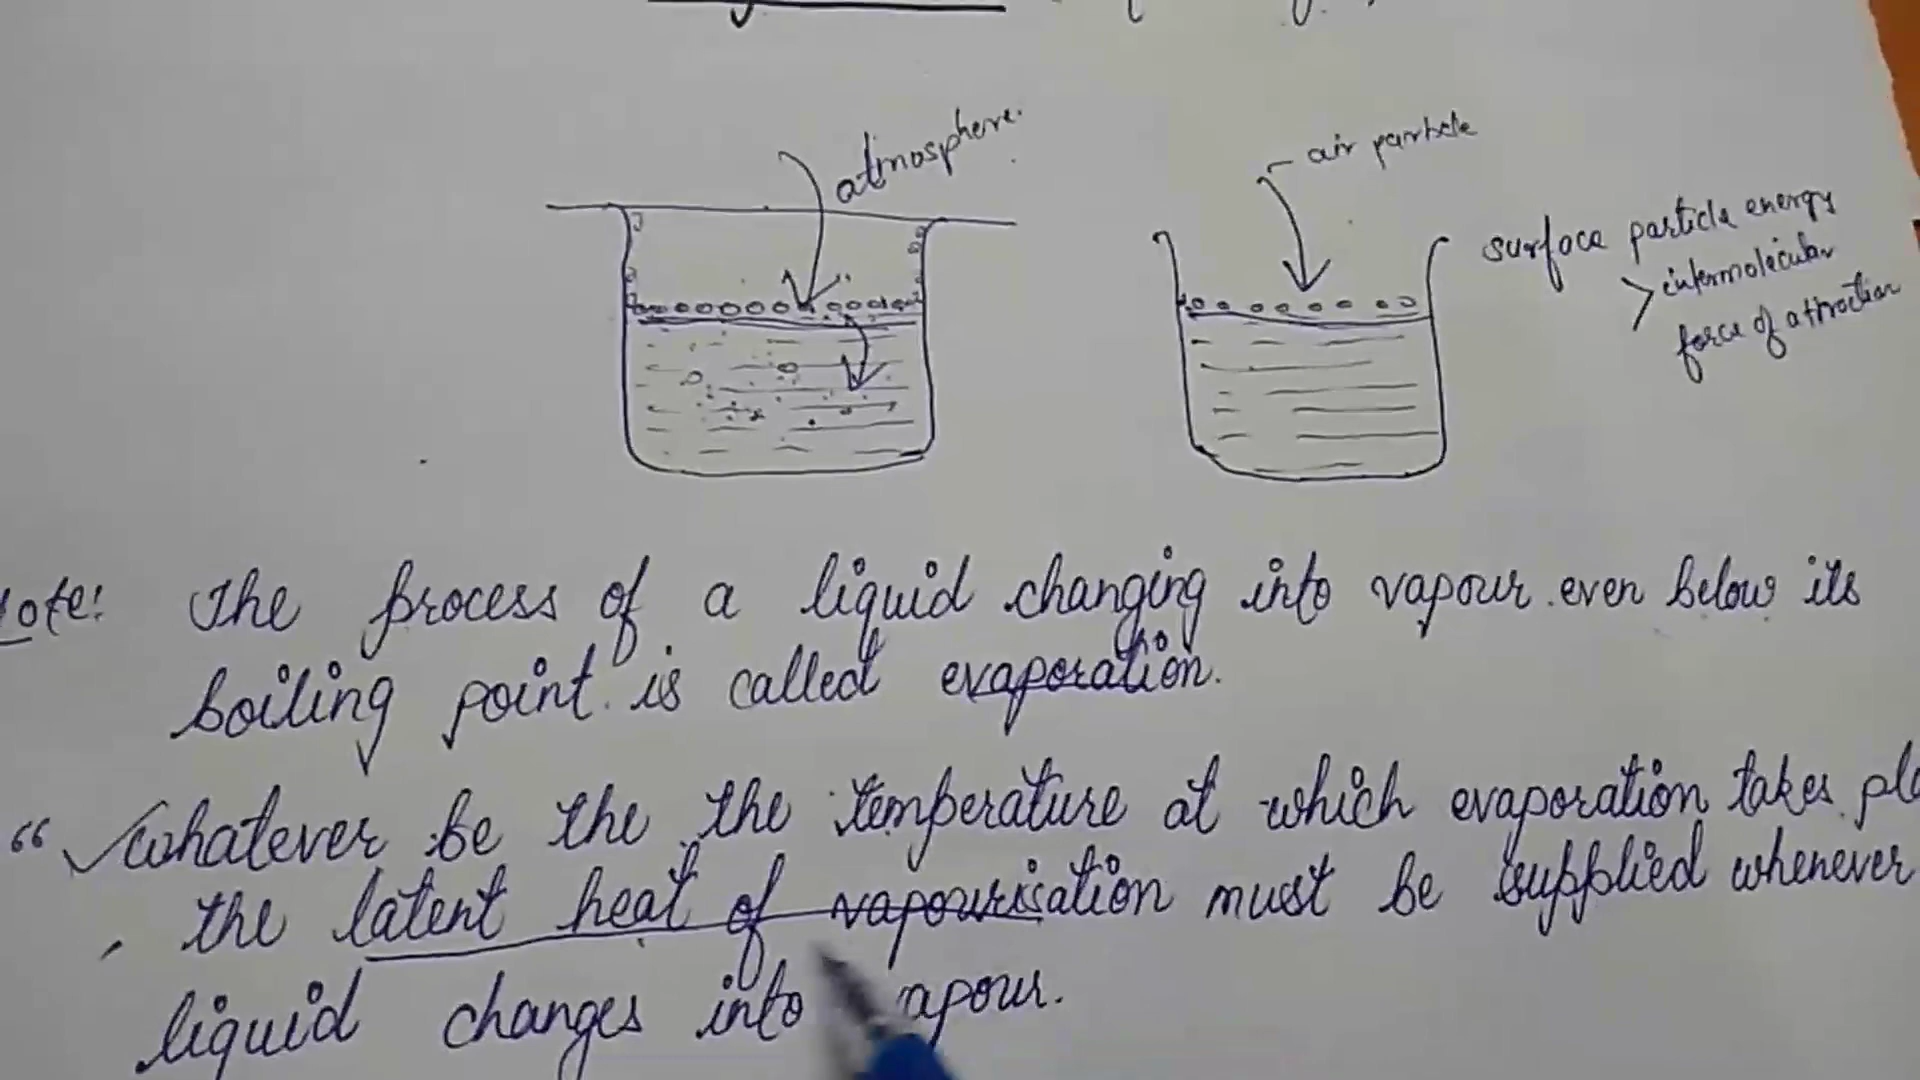 atmosphere.
air particle
surface particle energy
> intermolecular
force of attraction
Note: The process of a liquid changing into vapour even below its
boiling point is called evaporation.
"Whatever be the the temperature at which evaporation takes pla
the latent heat of vapourisation must be supplied whenever
liquid changes into apour.